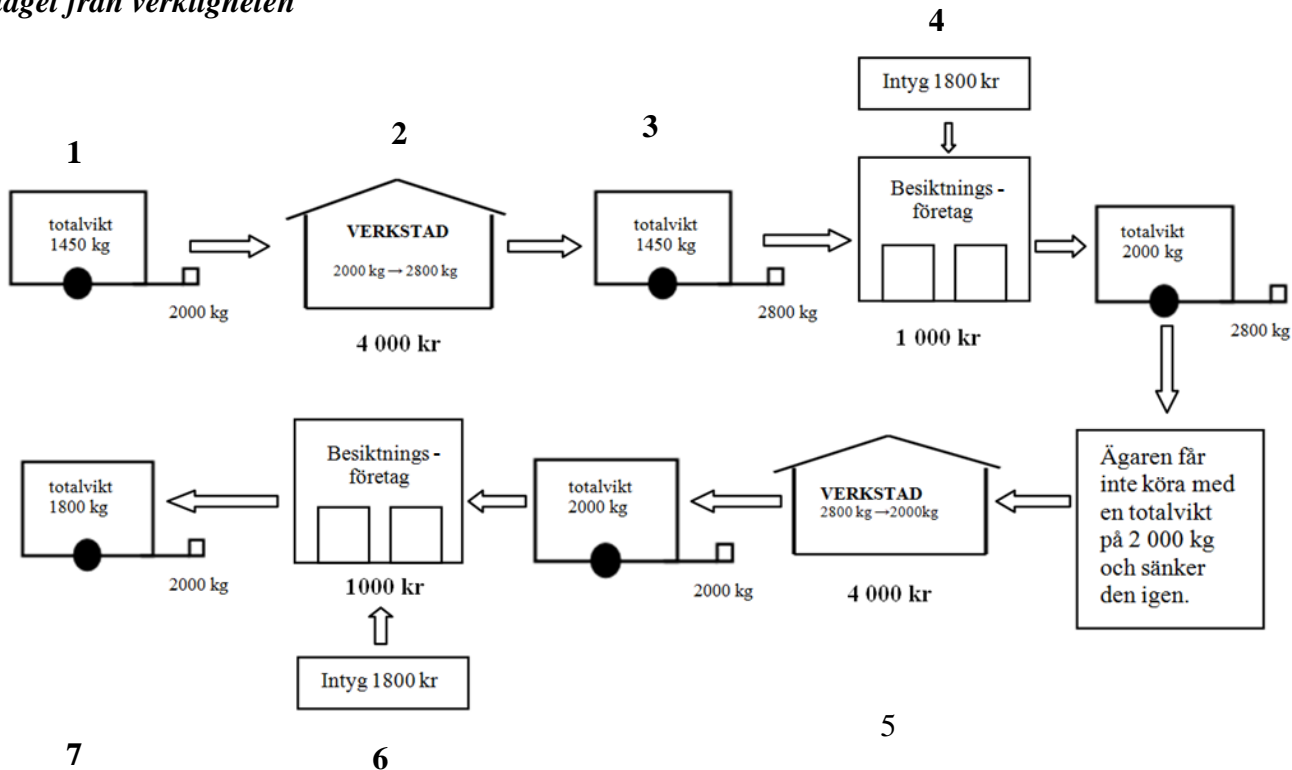 från verkligheten
4
Intyg 1800 kr
1
2
3
totalvikt
1450 kg
2000 kg
VERKSTAD
2000 kg → 2800 kg
4 000 kr
totalvikt
1450 kg
2800 kg
Besiktnings -
företag
1 000 kr
totalvikt
2000 kg
2800 kg
Ägaren får
inte köra med
en totalvikt
på 2 000 kg
och sänker
den igen.
VERKSTAD
2800 kg →2000kg
4 000 kr
totalvikt
2000 kg
2000 kg
Besiktnings -
företag
1000 kr
Intyg 1800 kr
totalvikt
1800 kg
2000 kg
5
6
7